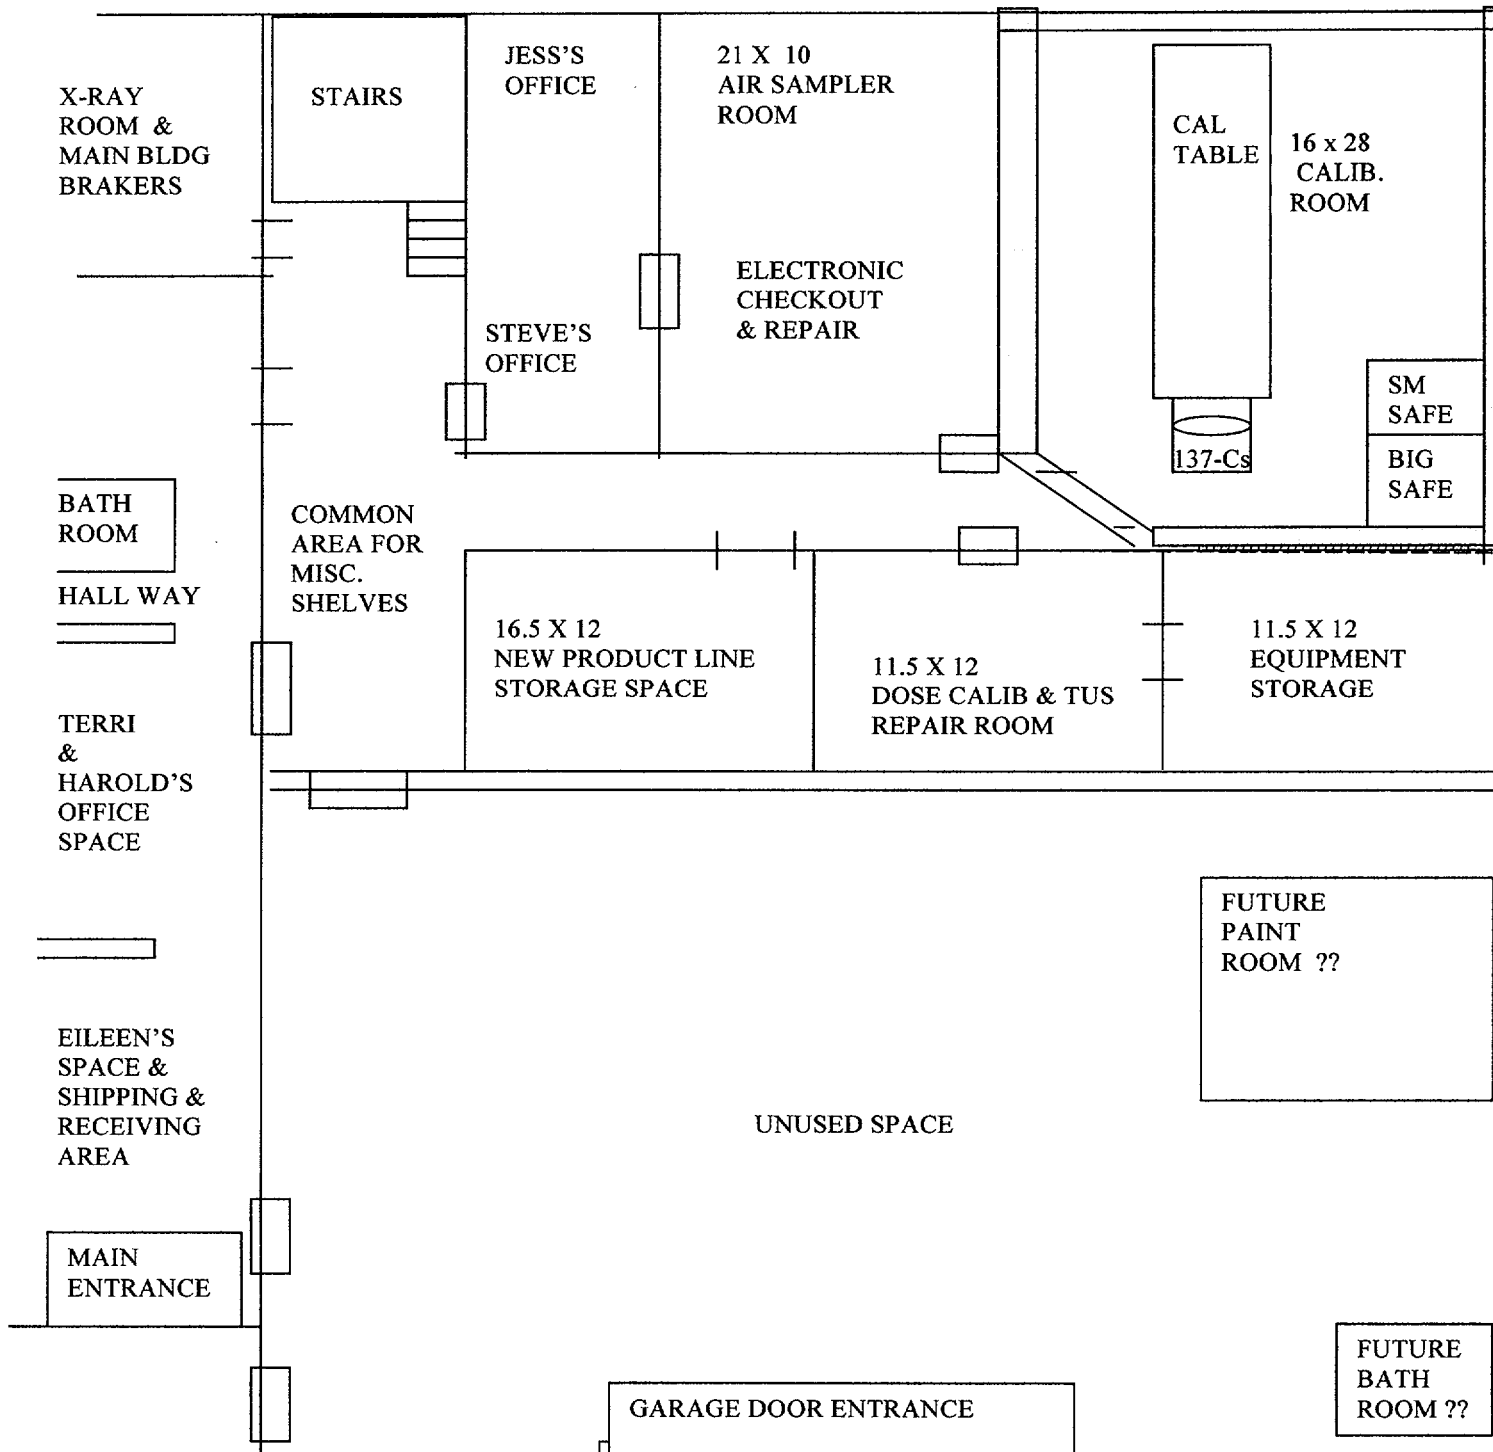 X-RAY
ROOM &
MAIN BLDG
BRAKERS
STAIRS
JESS'S
OFFICE
21 X 10
AIR SAMPLER
ROOM
CAL
TABLE
16 x 28
CALIB.
ROOM
ELECTRONIC
CHECKOUT
& REPAIR
STEVE'S
OFFICE
SM
SAFE
BIG
SAFE
137-Cs
BATH
ROOM
HALL WAY
COMMON
AREA FOR
MISC.
SHELVES
16.5 X 12
NEW PRODUCT LINE
STORAGE SPACE
11.5 X 12
DOSE CALIB & TUS
REPAIR ROOM
11.5 X 12
EQUIPMENT
STORAGE
TERRI
&
HAROLD'S
OFFICE
SPACE
FUTURE
PAINT
ROOM ??
EILEEN'S
SPACE &
SHIPPING &
RECEIVING
AREA
UNUSED SPACE
MAIN
ENTRANCE
GARAGE DOOR ENTRANCE
FUTURE
BATH
ROOM ??